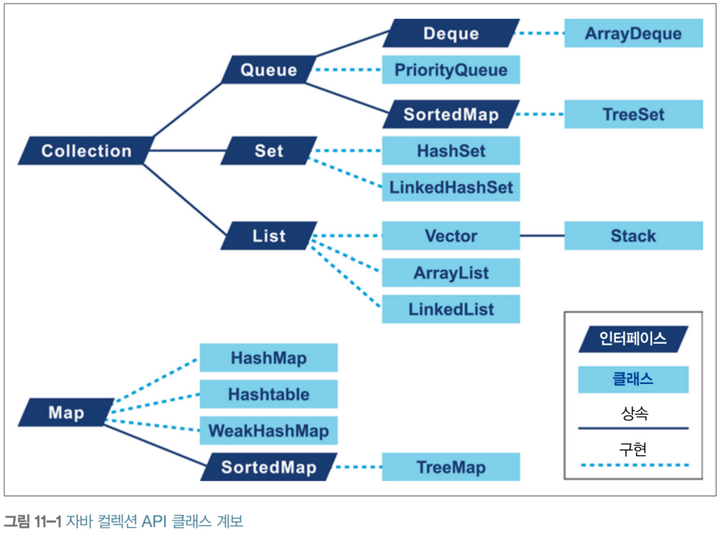 Deque
ArrayDeque
Queue
PriorityQueue
SortedMap
TreeSet
Collection
Set
HashSet
LinkedHashSet
List
Vector
Stack
ArrayList
LinkedList
Map
HashMap
Hashtable
WeakHashMap
SortedMap
TreeMap
인터페이스
클래스
상속
구현
그림 11-1 자바 컬렉션 API 클래스 계보